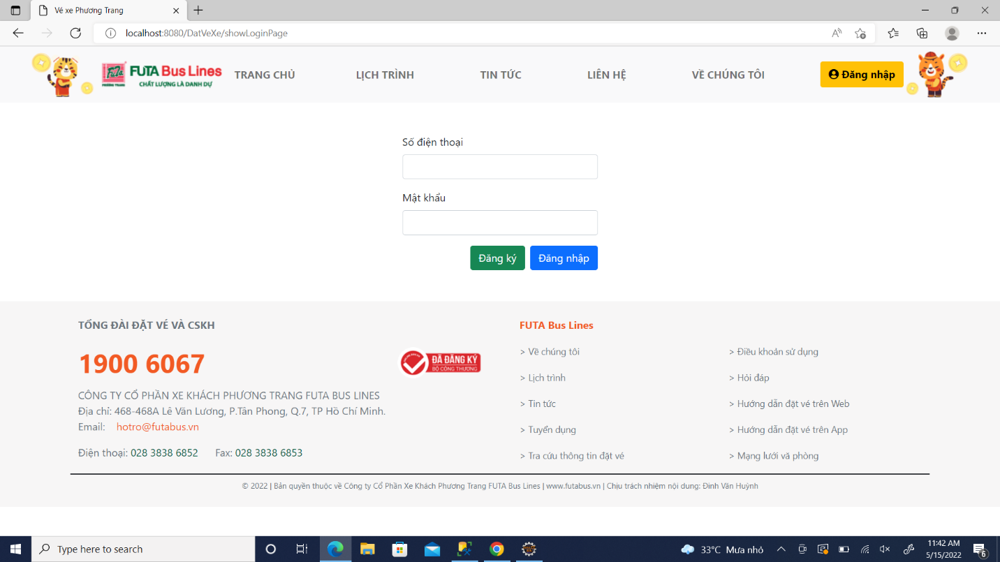 Vé xe Phương Trang
localhost:8080/DatVeXe/showLoginPage
FUTA
PHƯƠNG TRANG
FUTA Bus Lines
CHẤT LƯỢNG LÀ DANH DỰ
TRANG CHỦ
LỊCH TRÌNH
TIN TỨC
LIÊN HỆ
VỀ CHÚNG TÔI
Đăng nhập
Số điện thoại
Mật khẩu
Đăng ký
Đăng nhập
TỔNG ĐÀI ĐẶT VÉ VÀ CSKH
1900 6067
ĐÃ ĐĂNG KÝ
BỘ CÔNG THƯƠNG
CÔNG TY CỔ PHẦN XE KHÁCH PHƯƠNG TRANG FUTA BUS LINES
Địa chỉ: 468-468A Lê Văn Lương, P.Tân Phong, Q.7, TP Hồ Chí Minh.
Email: hotro@futabus.vn
Điện thoại: 028 3838 6852 Fax: 028 3838 6853
FUTA Bus Lines
> Về chúng tôi
> Lịch trình
> Tin tức
> Tuyển dụng
> Tra cứu thông tin đặt vé
> Điều khoản sử dụng
> Hỏi đáp
> Hướng dẫn đặt vé trên Web
> Hướng dẫn đặt vé trên App
> Mạng lưới vă phòng
© 2022 | Bản quyền thuộc về Công ty Cổ Phần Xe Khách Phương Trang FUTA Bus Lines | www.futabus.vn | Chịu trách nhiệm nội dung: Đinh Văn Huỳnh
Type here to search
33°C Mưa nhỏ
11:42 AM
5/15/2022
6